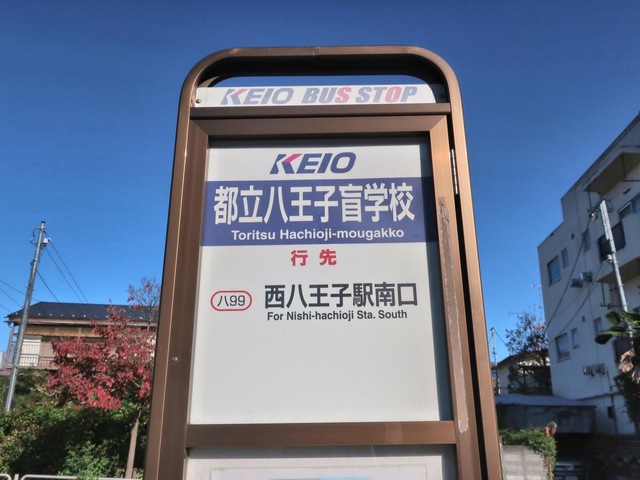 KEIO BUS STOP
KEIO
都立八王子盲学校
Toritsu Hachioji-mougakko
行先
八99 西八王子駅南口
For Nishi-hachioji Sta. South